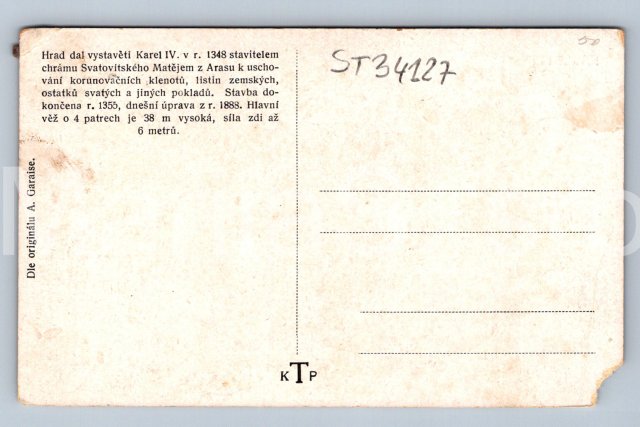 Hrad dal vystavěti Karel IV. v r. 1348 stavitelem
chrámu Svatovítského Matějem z Arasu k uscho-
vání korunovačních klenotů, listin zemských,
ostatků svatých a jiných pokladů. Stavba do-
končena r. 1355, dnešní úprava z r. 1888. Hlavní
věž o 4 patrech je 38 m vysoká, síla zdi až
6 metrů.
ST34127
50
Dle originálu A. Garaise.
K T P